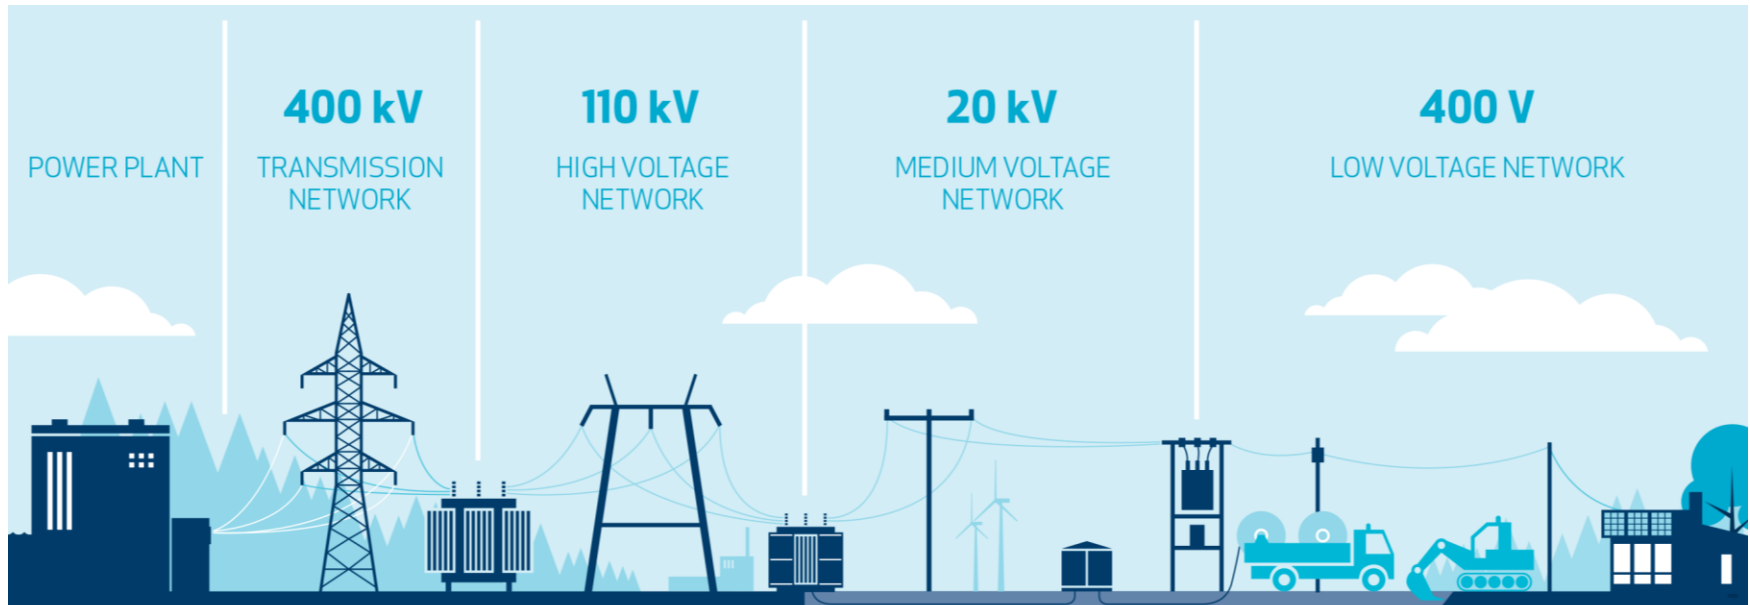 POWER PLANT
400 kV
TRANSMISSION
NETWORK
110 kV
HIGH VOLTAGE
NETWORK
20 kV
MEDIUM VOLTAGE
NETWORK
400 V
LOW VOLTAGE NETWORK